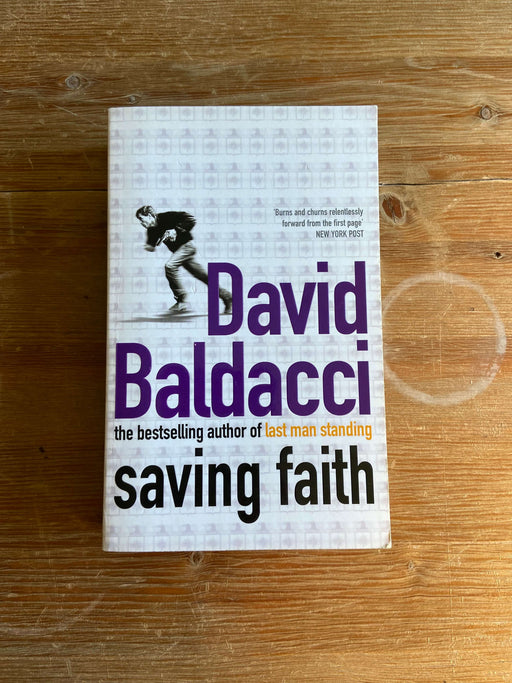 'Burns and churns relentlessly
forward from the first page'
NEW YORK POST
David
Baldacci
the bestselling author of last man standing
saving faith